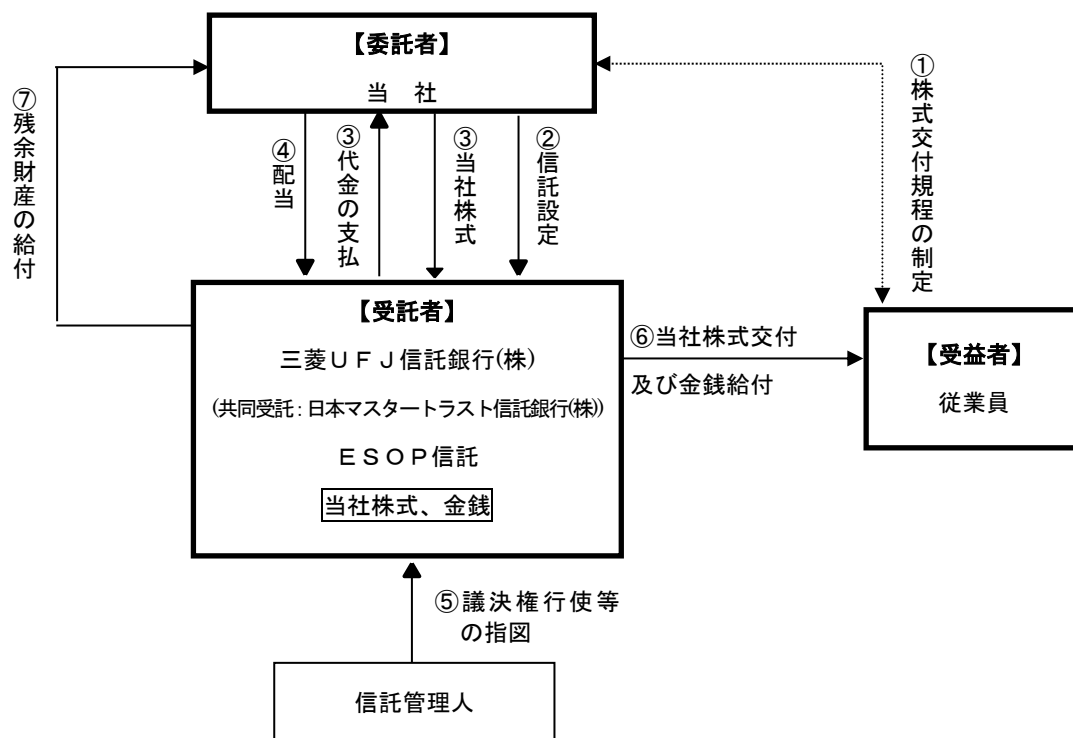 【委託者】
当 社
①株式交付規程の制定
⑦残余財産の給付
④配当
③代金の支払
③当社株式
②信託設定
【受託者】
三菱UFJ信託銀行(株)
(共同受託:日本マスタートラスト信託銀行(株))
ESOP信託
当社株式、金銭
⑥当社株式交付
及び金銭給付
【受益者】
従業員
⑤議決権行使等
の指図
信託管理人